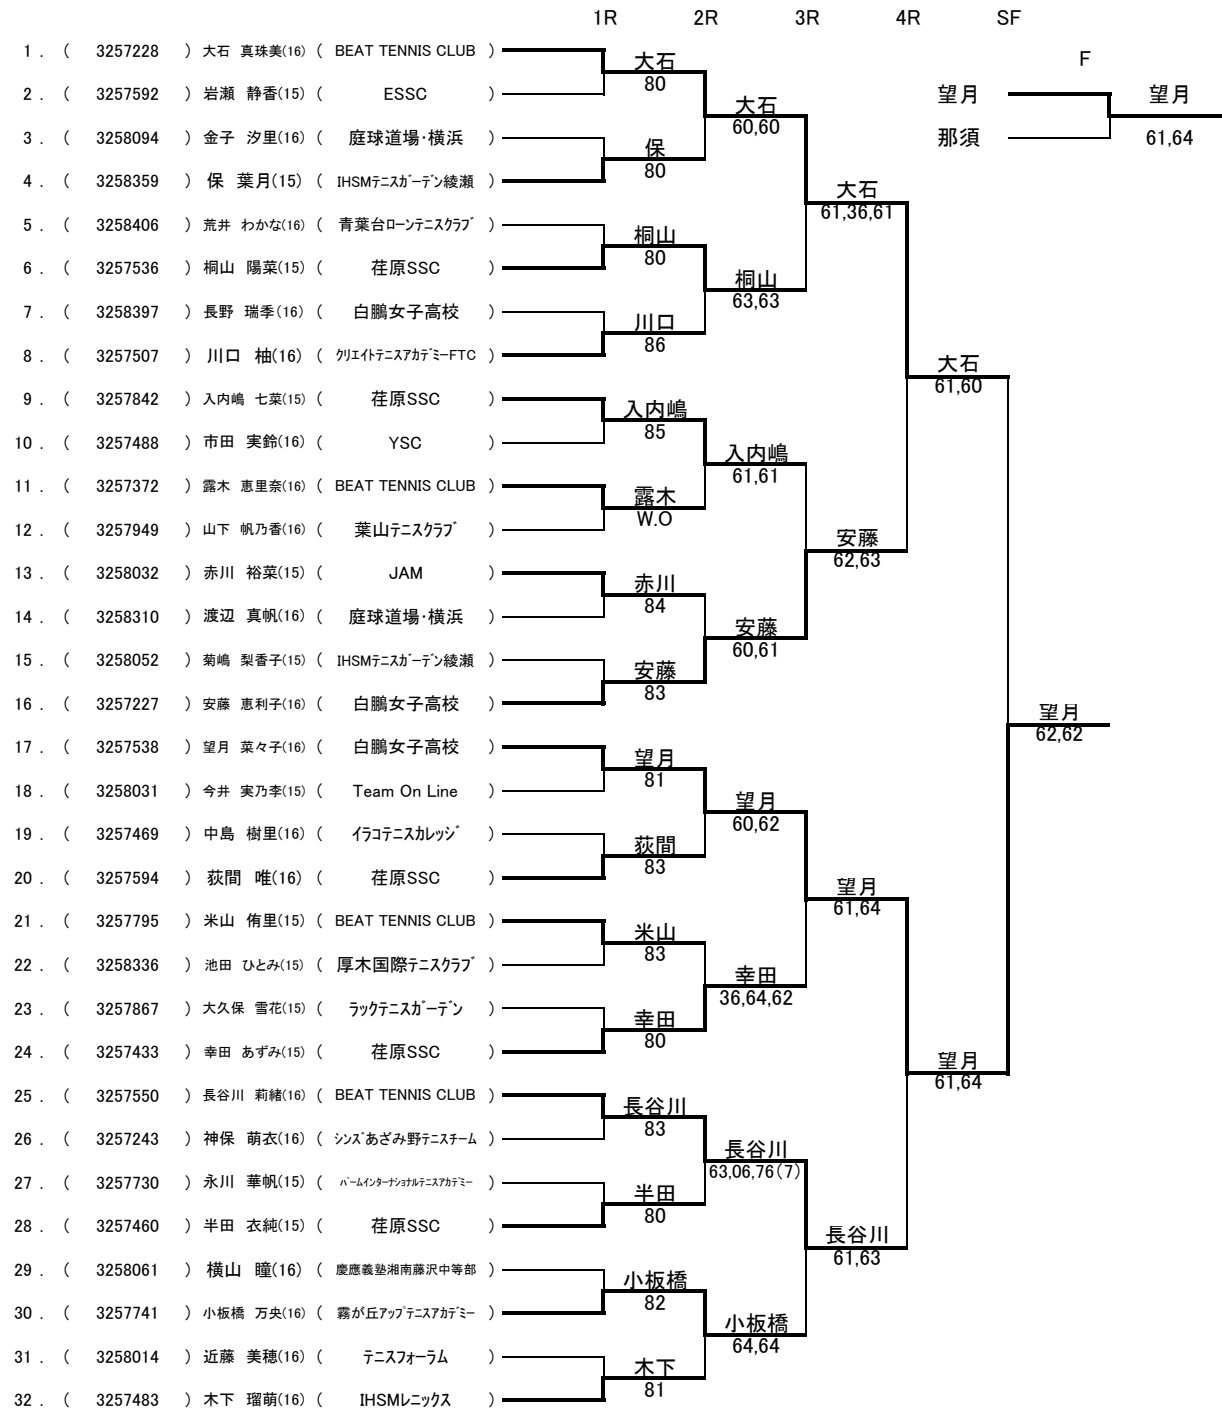 1R 2R 3R 4R SF
F
1 . ( 3257228 ) 大石 真珠美(16) ( BEAT TENNIS CLUB )
大石
80
2 . ( 3257592 ) 岩瀬 静香(15) ( ESSC )
望月 望月
大石
60,60
3 . ( 3258094 ) 金子 汐里(16) ( 庭球道場・横浜 )
那須 61,64
保
80
4 . ( 3258359 ) 保 葉月(15) ( IHSMテニスガーデン綾瀬 )
大石
61,36,61
5 . ( 3258406 ) 荒井 わかな(16) ( 青葉台ローンテニスクラブ )
桐山
80
6 . ( 3257536 ) 桐山 陽菜(15) ( 荏原SSC )
桐山
63,63
7 . ( 3258397 ) 長野 瑞季(16) ( 白鵬女子高校 )
川口
86
8 . ( 3257507 ) 川口 柚(16) ( クリエイトテニスアカデミーFTC )
大石
61,60
9 . ( 3257842 ) 入内嶋 七菜(15) ( 荏原SSC )
入内嶋
85
10 . ( 3257488 ) 市田 実鈴(16) ( YSC )
入内嶋
61,61
11 . ( 3257372 ) 露木 恵里奈(16) ( BEAT TENNIS CLUB )
露木
W.O
12 . ( 3257949 ) 山下 帆乃香(16) ( 葉山テニスクラブ )
安藤
62,63
13 . ( 3258032 ) 赤川 裕菜(15) ( JAM )
赤川
84
14 . ( 3258310 ) 渡辺 真帆(16) ( 庭球道場・横浜 )
安藤
60,61
15 . ( 3258052 ) 菊嶋 梨香子(15) ( IHSMテニスガーデン綾瀬 )
安藤
83
16 . ( 3257227 ) 安藤 恵利子(16) ( 白鵬女子高校 )
望月
62,62
17 . ( 3257538 ) 望月 菜々子(16) ( 白鵬女子高校 )
望月
81
18 . ( 3258031 ) 今井 実乃李(15) ( Team On Line )
望月
60,62
19 . ( 3257469 ) 中島 樹里(16) ( イラコテニスカレッジ )
荻間
83
20 . ( 3257594 ) 荻間 唯(16) ( 荏原SSC )
望月
61,64
21 . ( 3257795 ) 米山 侑里(15) ( BEAT TENNIS CLUB )
米山
83
22 . ( 3258336 ) 池田 ひとみ(15) ( 厚木国際テニスクラブ )
幸田
36,64,62
23 . ( 3257867 ) 大久保 雪花(15) ( ラックテニスガーデン )
幸田
80
24 . ( 3257433 ) 幸田 あずみ(15) ( 荏原SSC )
望月
61,64
25 . ( 3257550 ) 長谷川 莉緒(16) ( BEAT TENNIS CLUB )
長谷川
83
26 . ( 3257243 ) 神保 萌衣(16) ( シンズあざみ野テニスチーム )
長谷川
63,06,76(7)
27 . ( 3257730 ) 永川 華帆(15) ( パームインターナショナルテニスアカデミー )
半田
80
28 . ( 3257460 ) 半田 衣純(15) ( 荏原SSC )
長谷川
61,63
29 . ( 3258061 ) 横山 瞳(16) ( 慶應義塾湘南藤沢中等部 )
小板橋
82
30 . ( 3257741 ) 小板橋 万央(16) ( 霧が丘アップテニスアカデミー )
小板橋
64,64
31 . ( 3258014 ) 近藤 美穂(16) ( テニスフォーラム )
木下
81
32 . ( 3257483 ) 木下 瑠萌(16) ( IHSMレニックス )